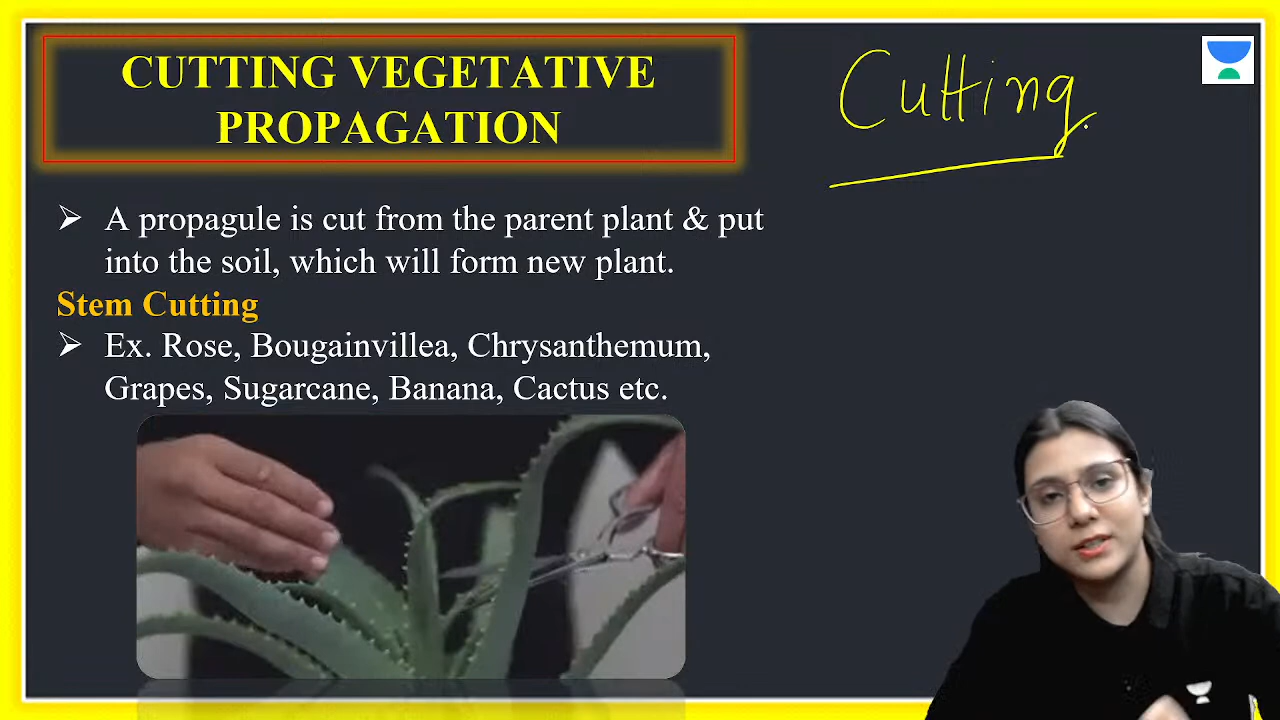 CUTTING VEGETATIVE
PROPAGATION
Cutting
➤ A propagule is cut from the parent plant & put
into the soil, which will form new plant.
Stem Cutting
➤ Ex. Rose, Bougainvillea, Chrysanthemum,
Grapes, Sugarcane, Banana, Cactus etc.